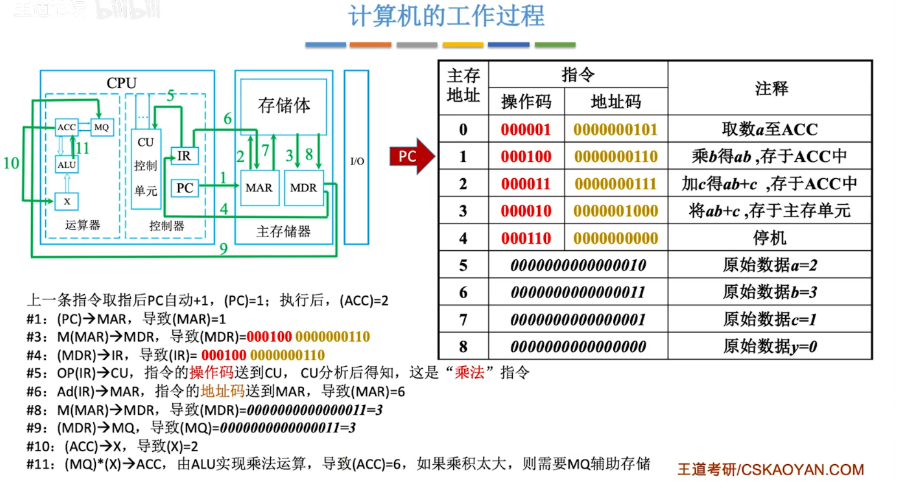 计算机的工作过程
CPU
ACC
MQ
ALU
X
运算器
CU
控制
单元
IR
PC
控制器
存储体
MAR
MDR
主存储器
I/O
5
6
10
11
2
7
3
8
1
4
9
PC
主存
地址
指令
注释
操作码 地址码
0 000001 0000000101 取数a至ACC
1 000100 0000000110 乘b得ab ,存于ACC中
2 000011 0000000111 加c得ab+c ,存于ACC中
3 000010 0000001000 将ab+c ,存于主存单元
4 000110 0000000000 停机
5 0000000000000010 原始数据a=2
6 0000000000000011 原始数据b=3
7 0000000000000001 原始数据c=1
8 0000000000000000 原始数据y=0
上一条指令取指后PC自动+1，(PC)=1；执行后，(ACC)=2
#1：(PC)→MAR，导致(MAR)=1
#3：M(MAR)→MDR，导致(MDR)=000100 0000000110
#4：(MDR)→IR，导致(IR)= 000100 0000000110
#5：OP(IR)→CU，指令的操作码送到CU， CU分析后得知，这是“乘法”指令
#6：Ad(IR)→MAR，指令的地址码送到MAR，导致(MAR)=6
#8：M(MAR)→MDR，导致(MDR)=0000000000000011=3
#9：(MDR)→MQ，导致(MQ)=0000000000000011=3
#10：(ACC)→X，导致(X)=2
#11：(MQ)*(X)→ACC，由ALU实现乘法运算，导致(ACC)=6，如果乘积太大，则需要MQ辅助存储
王道考研/CSKAOYAN.COM